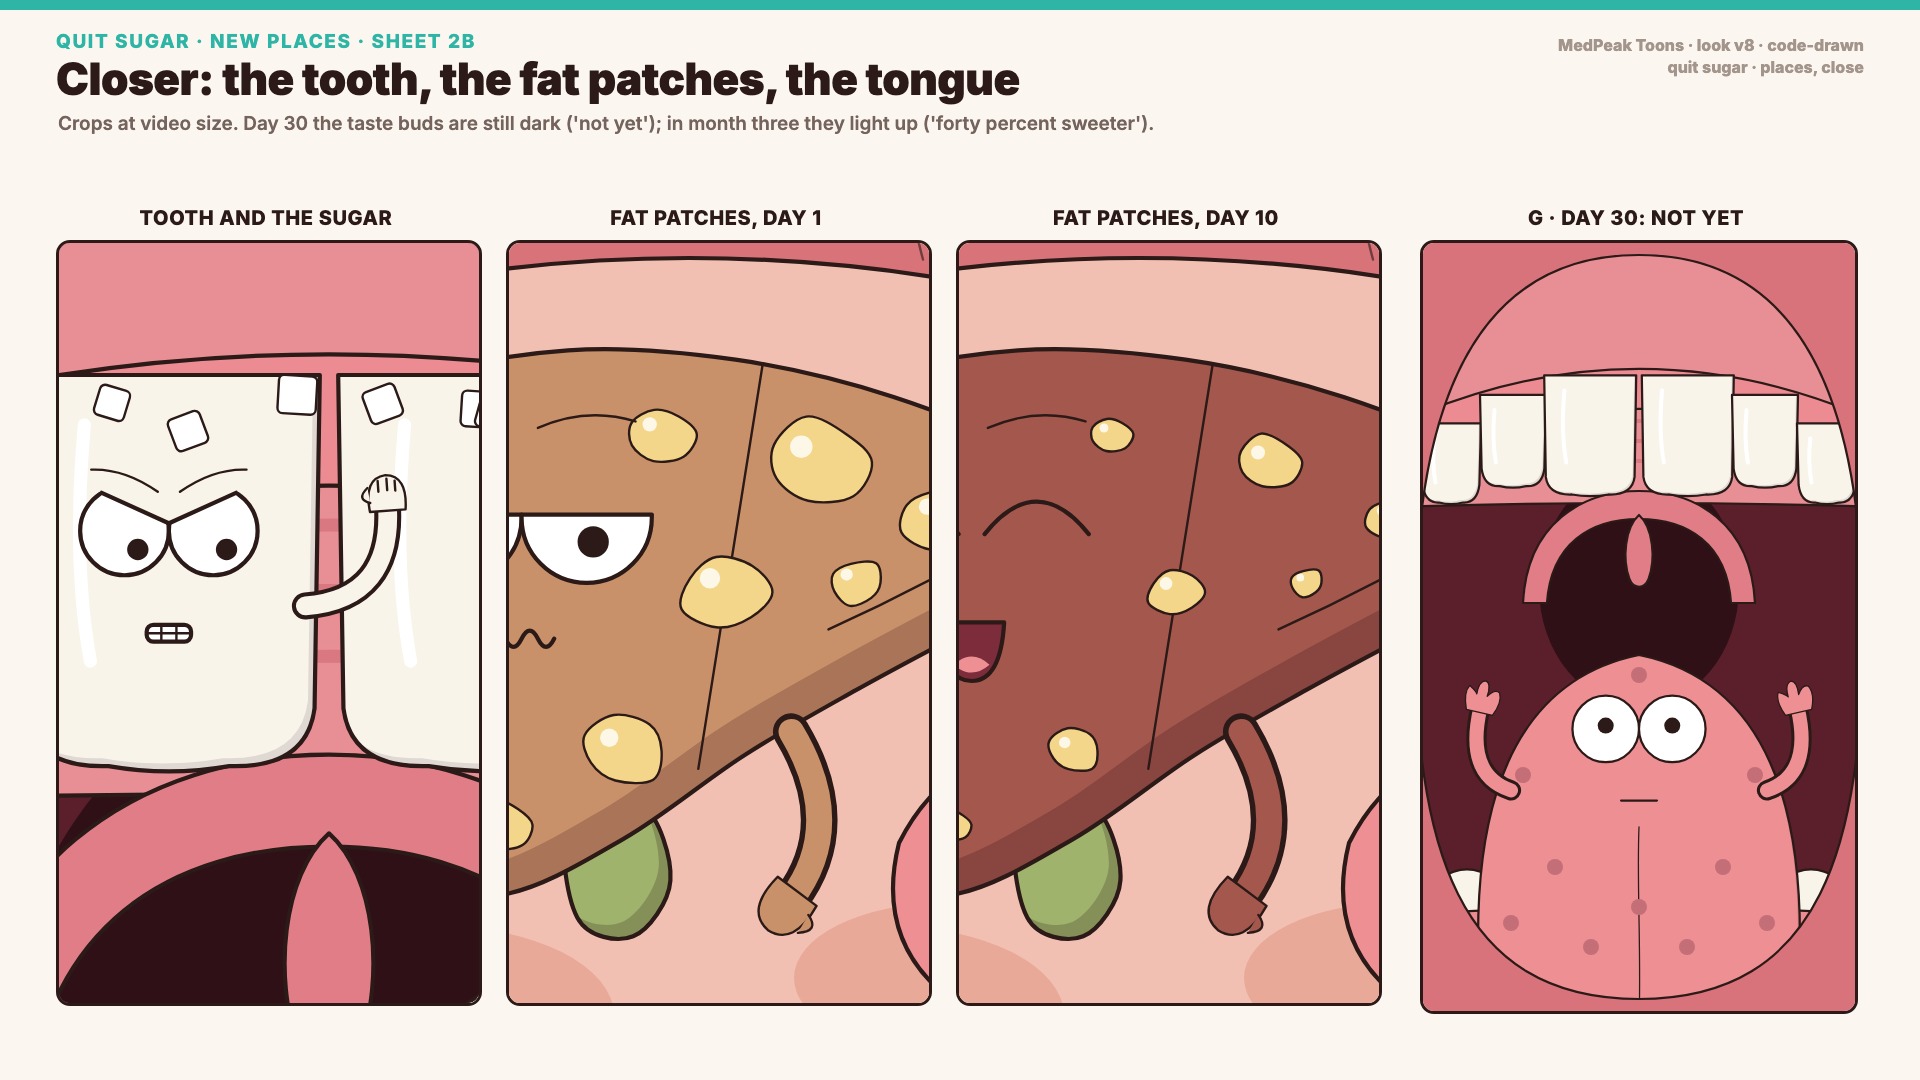 QUIT SUGAR · NEW PLACES · SHEET 2B
Closer: the tooth, the fat patches, the tongue
Crops at video size. Day 30 the taste buds are still dark ('not yet'); in month three they light up ('forty percent sweeter').
MedPeak Toons · look v8 · code-drawn
quit sugar · places, close
TOOTH AND THE SUGAR
FAT PATCHES, DAY 1
FAT PATCHES, DAY 10
G · DAY 30: NOT YET